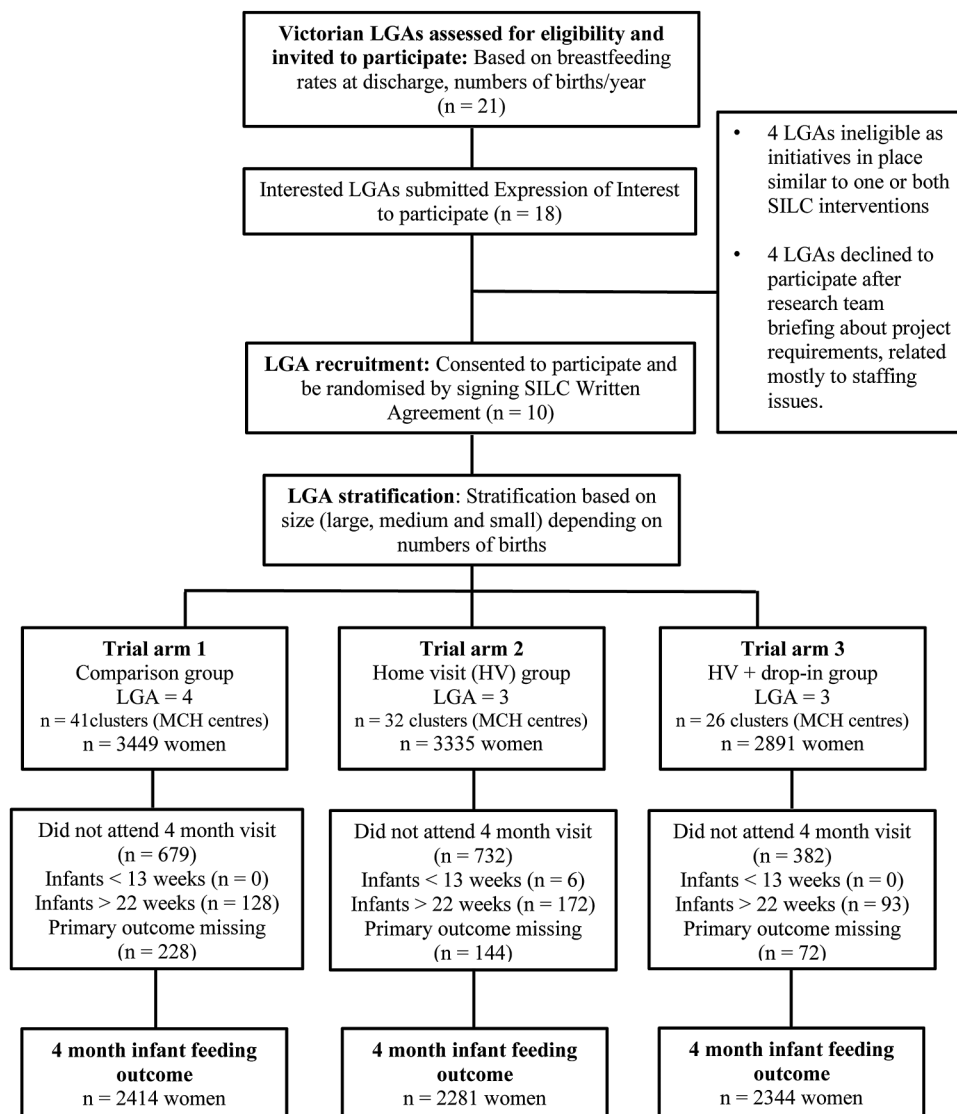 Victorian LGAs assessed for eligibility and
invited to participate: Based on breastfeeding
rates at discharge, numbers of births/year
(n = 21)
• 4 LGAs ineligible as
initiatives in place
similar to one or both
SILC interventions
• 4 LGAs declined to
participate after
research team
briefing about project
requirements, related
mostly to staffing
issues.
Interested LGAs submitted Expression of Interest
to participate (n = 18)
LGA recruitment: Consented to participate and
be randomised by signing SILC Written
Agreement (n = 10)
LGA stratification: Stratification based on
size (large, medium and small) depending on
numbers of births
Trial arm 1
Comparison group
LGA = 4
n = 41clusters (MCH centres)
n = 3449 women
Trial arm 2
Home visit (HV) group
LGA = 3
n = 32 clusters (MCH centres)
n = 3335 women
Trial arm 3
HV + drop-in group
LGA = 3
n = 26 clusters (MCH centres)
n = 2891 women
Did not attend 4 month visit
(n = 679)
Infants < 13 weeks (n = 0)
Infants > 22 weeks (n = 128)
Primary outcome missing
(n = 228)
Did not attend 4 month visit
(n = 732)
Infants < 13 weeks (n = 6)
Infants > 22 weeks (n = 172)
Primary outcome missing
(n = 144)
Did not attend 4 month visit
(n = 382)
Infants < 13 weeks (n = 0)
Infants > 22 weeks (n = 93)
Primary outcome missing
(n = 72)
4 month infant feeding
outcome
n = 2414 women
4 month infant feeding
outcome
n = 2281 women
4 month infant feeding
outcome
n = 2344 women